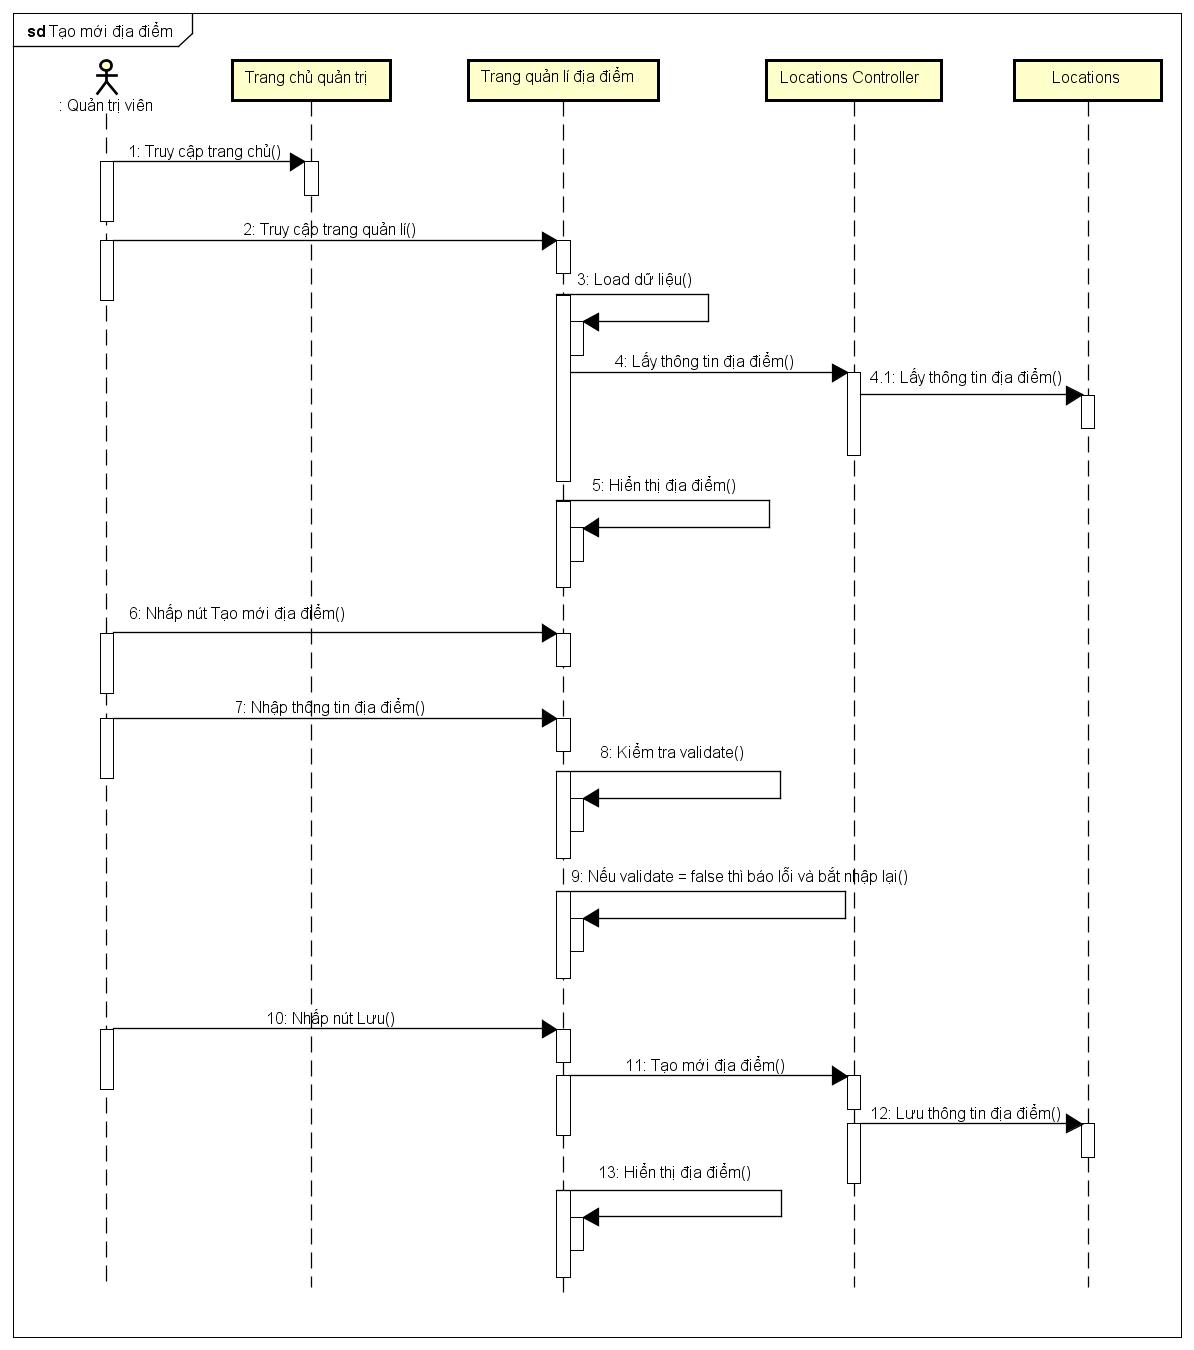 sd Tạo mới địa điểm
: Quản trị viên
Trang chủ quản trị
Trang quản lí địa điểm
Locations Controller
Locations
1: Truy cập trang chủ()
2: Truy cập trang quản lí()
3: Load dữ liệu()
4: Lấy thông tin địa điểm()
4.1: Lấy thông tin địa điểm()
5: Hiển thị địa điểm()
6: Nhấp nút Tạo mới địa điểm()
7: Nhập thông tin địa điểm()
8: Kiểm tra validate()
9: Nếu validate = false thì báo lỗi và bắt nhập lại()
10: Nhấp nút Lưu()
11: Tạo mới địa điểm()
12: Lưu thông tin địa điểm()
13: Hiển thị địa điểm()